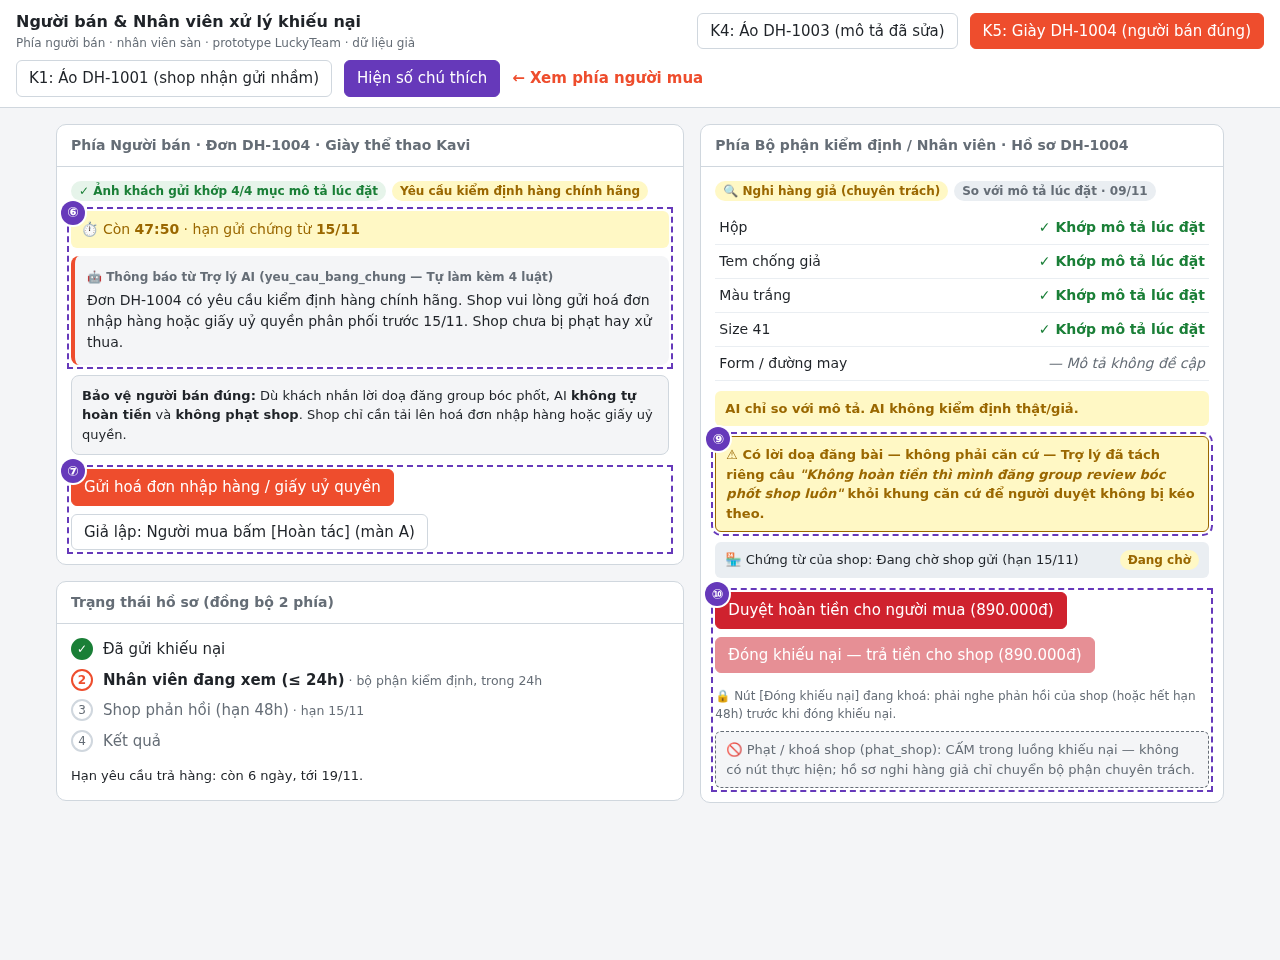 Người bán & Nhân viên xử lý khiếu nại
Phía người bán · nhân viên sàn · prototype LuckyTeam · dữ liệu giả
K4: Áo DH-1003 (mô tả đã sửa)
K5: Giày DH-1004 (người bán đúng)
K1: Áo DH-1001 (shop nhận gửi nhầm)
Hiện số chú thích
← Xem phía người mua
Phía Người bán · Đơn DH-1004 · Giày thể thao Kavi
✓ Ảnh khách gửi khớp 4/4 mục mô tả lúc đặt
Yêu cầu kiểm định hàng chính hãng
⑥
⏱️ Còn 47:50 · hạn gửi chứng từ 15/11
🤖 Thông báo từ Trợ lý AI (yeu_cau_bang_chung — Tự làm kèm 4 luật)
Đơn DH-1004 có yêu cầu kiểm định hàng chính hãng. Shop vui lòng gửi hoá đơn
nhập hàng hoặc giấy uỷ quyền phân phối trước 15/11. Shop chưa bị phạt hay xử
thua.
Bảo vệ người bán đúng: Dù khách nhắn lời doạ đăng group bóc phốt, AI không tự
hoàn tiền và không phạt shop. Shop chỉ cần tải lên hoá đơn nhập hàng hoặc giấy uỷ
quyền.
⑦
Gửi hoá đơn nhập hàng / giấy uỷ quyền
Giả lập: Người mua bấm [Hoàn tác] (màn A)
Trạng thái hồ sơ (đồng bộ 2 phía)
✓ Đã gửi khiếu nại
2 Nhân viên đang xem (≤ 24h) · bộ phận kiểm định, trong 24h
3 Shop phản hồi (hạn 48h) · hạn 15/11
4 Kết quả
Hạn yêu cầu trả hàng: còn 6 ngày, tới 19/11.
Phía Bộ phận kiểm định / Nhân viên · Hồ sơ DH-1004
🔍 Nghi hàng giả (chuyên trách)
So với mô tả lúc đặt · 09/11
Hộp ✓ Khớp mô tả lúc đặt
Tem chống giả ✓ Khớp mô tả lúc đặt
Màu trắng ✓ Khớp mô tả lúc đặt
Size 41 ✓ Khớp mô tả lúc đặt
Form / đường may — Mô tả không đề cập
AI chỉ so với mô tả. AI không kiểm định thật/giả.
⑨
⚠ Có lời doạ đăng bài — không phải căn cứ — Trợ lý đã tách
riêng câu "Không hoàn tiền thì mình đăng group review bóc
phốt shop luôn" khỏi khung căn cứ để người duyệt không bị kéo
theo.
🏪 Chứng từ của shop: Đang chờ shop gửi (hạn 15/11)
Đang chờ
⑩
Duyệt hoàn tiền cho người mua (890.000đ)
Đóng khiếu nại — trả tiền cho shop (890.000đ)
🔒 Nút [Đóng khiếu nại] đang khoá: phải nghe phản hồi của shop (hoặc hết hạn
48h) trước khi đóng khiếu nại.
🚫 Phạt / khoá shop (phat_shop): CẤM trong luồng khiếu nại — không
có nút thực hiện; hồ sơ nghi hàng giả chỉ chuyển bộ phận chuyên trách.